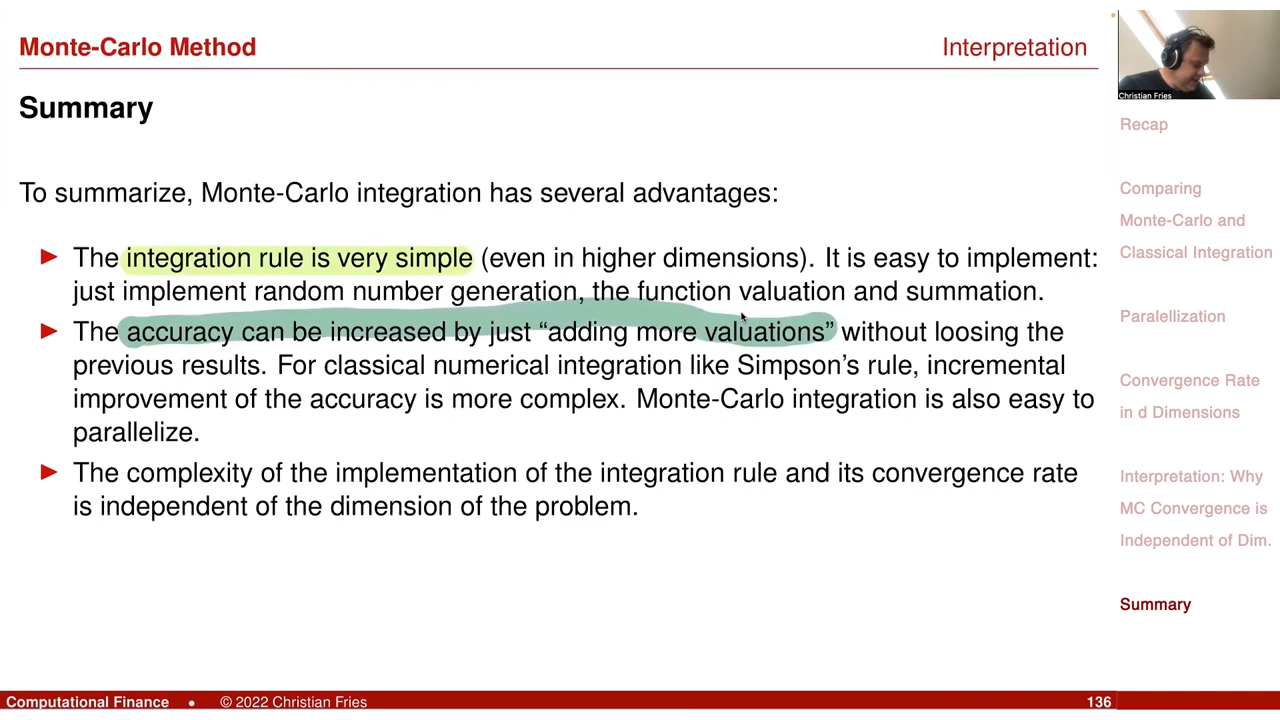 Monte-Carlo Method
Interpretation
Summary
To summarize, Monte-Carlo integration has several advantages:
The integration rule is very simple (even in higher dimensions). It is easy to implement:
just implement random number generation, the function valuation and summation.
The accuracy can be increased by just “adding more valuations” without loosing the
previous results. For classical numerical integration like Simpson’s rule, incremental
improvement of the accuracy is more complex. Monte-Carlo integration is also easy to
parallelize.
The complexity of the implementation of the integration rule and its convergence rate
is independent of the dimension of the problem.
Christian Fries
Recap
Comparing
Monte-Carlo and
Classical Integration
Paralellization
Convergence Rate
in d Dimensions
Interpretation: Why
MC Convergence is
Independent of Dim.
Summary
Computational Finance • © 2022 Christian Fries
136